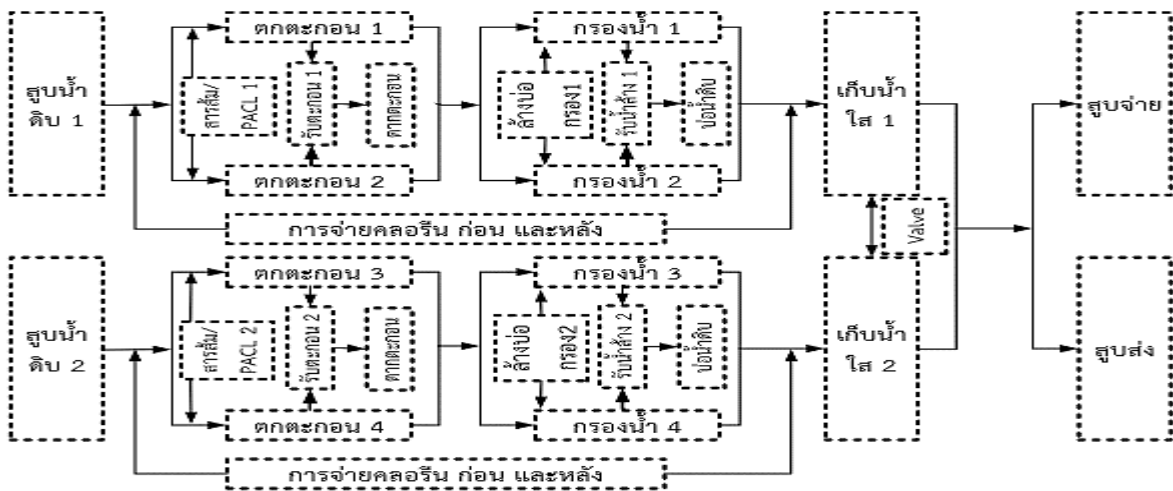 สูบน้ำ
ดิบ 1
สารส้ม/
PACL 1
ตกตะกอน 1
รับตะกอน 1
ตากตะกอน
ตกตะกอน 2
กรองน้ำ 1
ล้างบ่อ
กรอง1
รับน้ำล้าง 1
บ่อน้ำดิบ
กรองน้ำ 2
การจ่ายคลอรีน ก่อน และหลัง
เก็บน้ำ
ใส 1
Valve
สูบจ่าย
สูบน้ำ
ดิบ 2
สารส้ม/
PACL 2
ตกตะกอน 3
รับตะกอน 2
ตากตะกอน
ตกตะกอน 4
กรองน้ำ 3
ล้างบ่อ
กรอง2
รับน้ำล้าง 2
บ่อน้ำดิบ
กรองน้ำ 4
การจ่ายคลอรีน ก่อน และหลัง
เก็บน้ำ
ใส 2
สูบส่ง